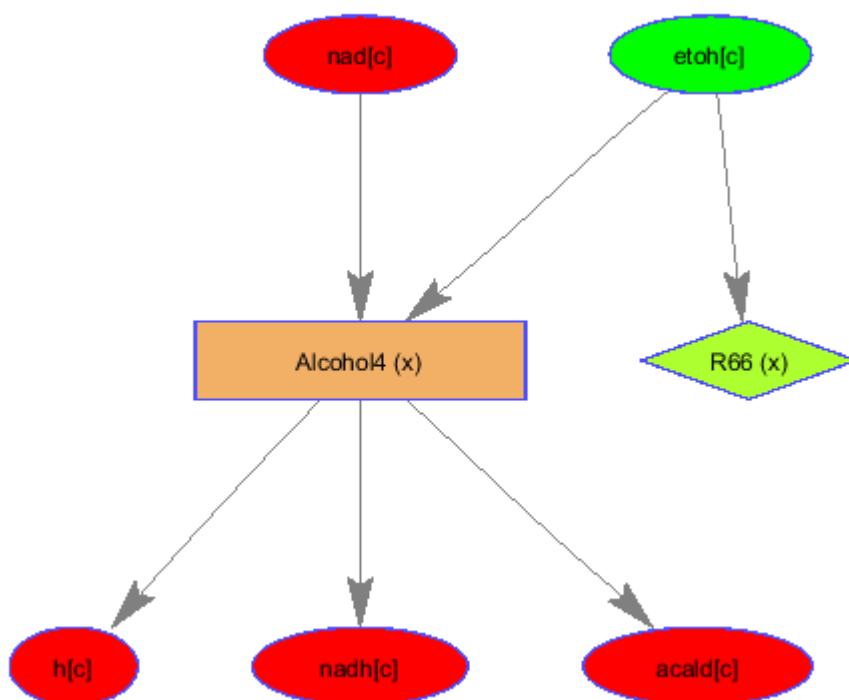 nad[c]
etoh[c]
Alcohol4 (x)
R66 (x)
h[c]
nadh[c]
acald[c]